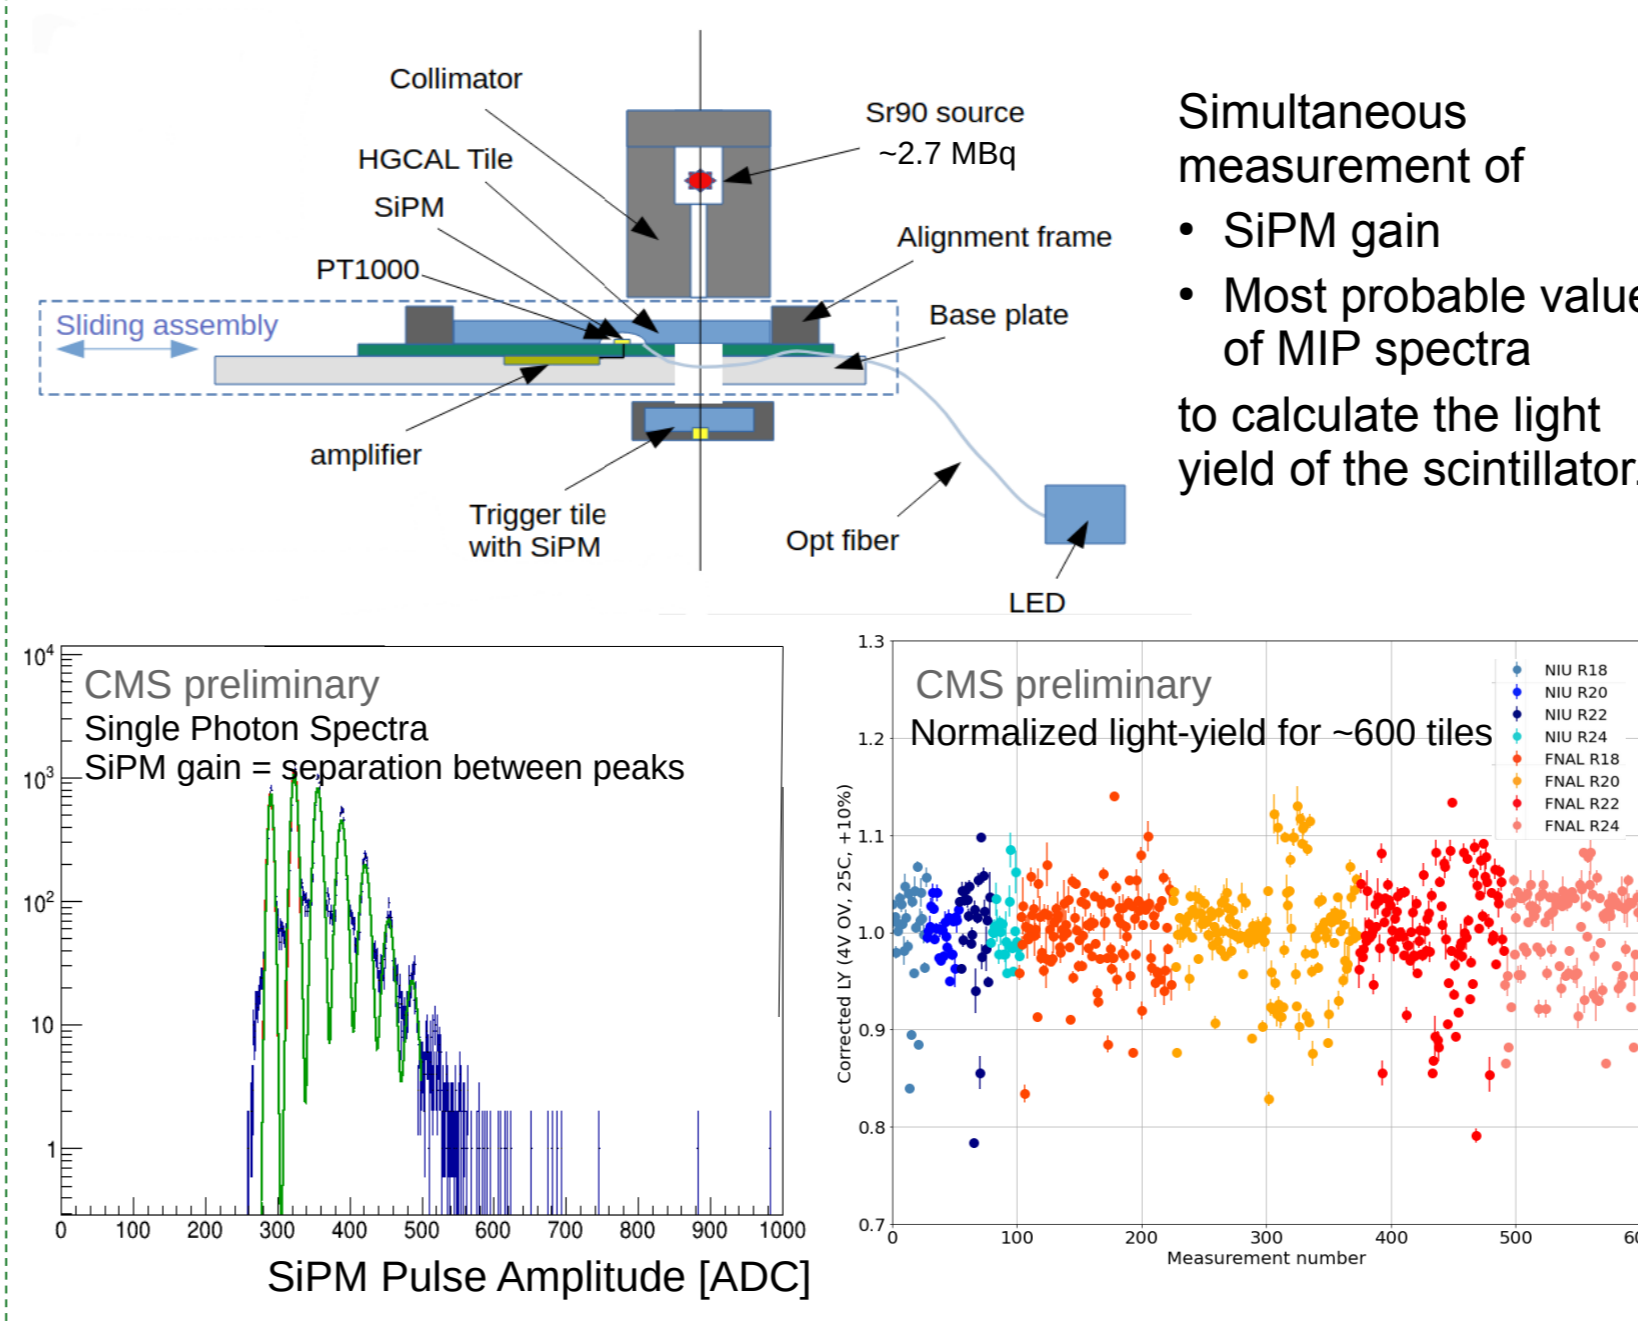 Collimator
HGCAL Tile
SiPM
PT1000
Sr90 source
~2.7 MBq
Alignment frame
Base plate
Sliding assembly
amplifier
Trigger tile
with SiPM
Opt fiber
LED
Simultaneous
measurement of
• SiPM gain
• Most probable value
of MIP spectra
to calculate the light
yield of the scintillator.
CMS preliminary
Single Photon Spectra
SiPM gain = separation between peaks
10⁴
10³
10²
10
1
0 100 200 300 400 500 600 700 800 900 1000
SiPM Pulse Amplitude [ADC]
CMS preliminary
Normalized light-yield for ~600 tiles
NIU R18
NIU R20
NIU R22
NIU R24
FNAL R18
FNAL R20
FNAL R22
FNAL R24
Corrected LY (4V OV, 25C, +10%)
1.3
1.2
1.1
1.0
0.9
0.8
0.7
0 100 200 300 400 500 60
Measurement number